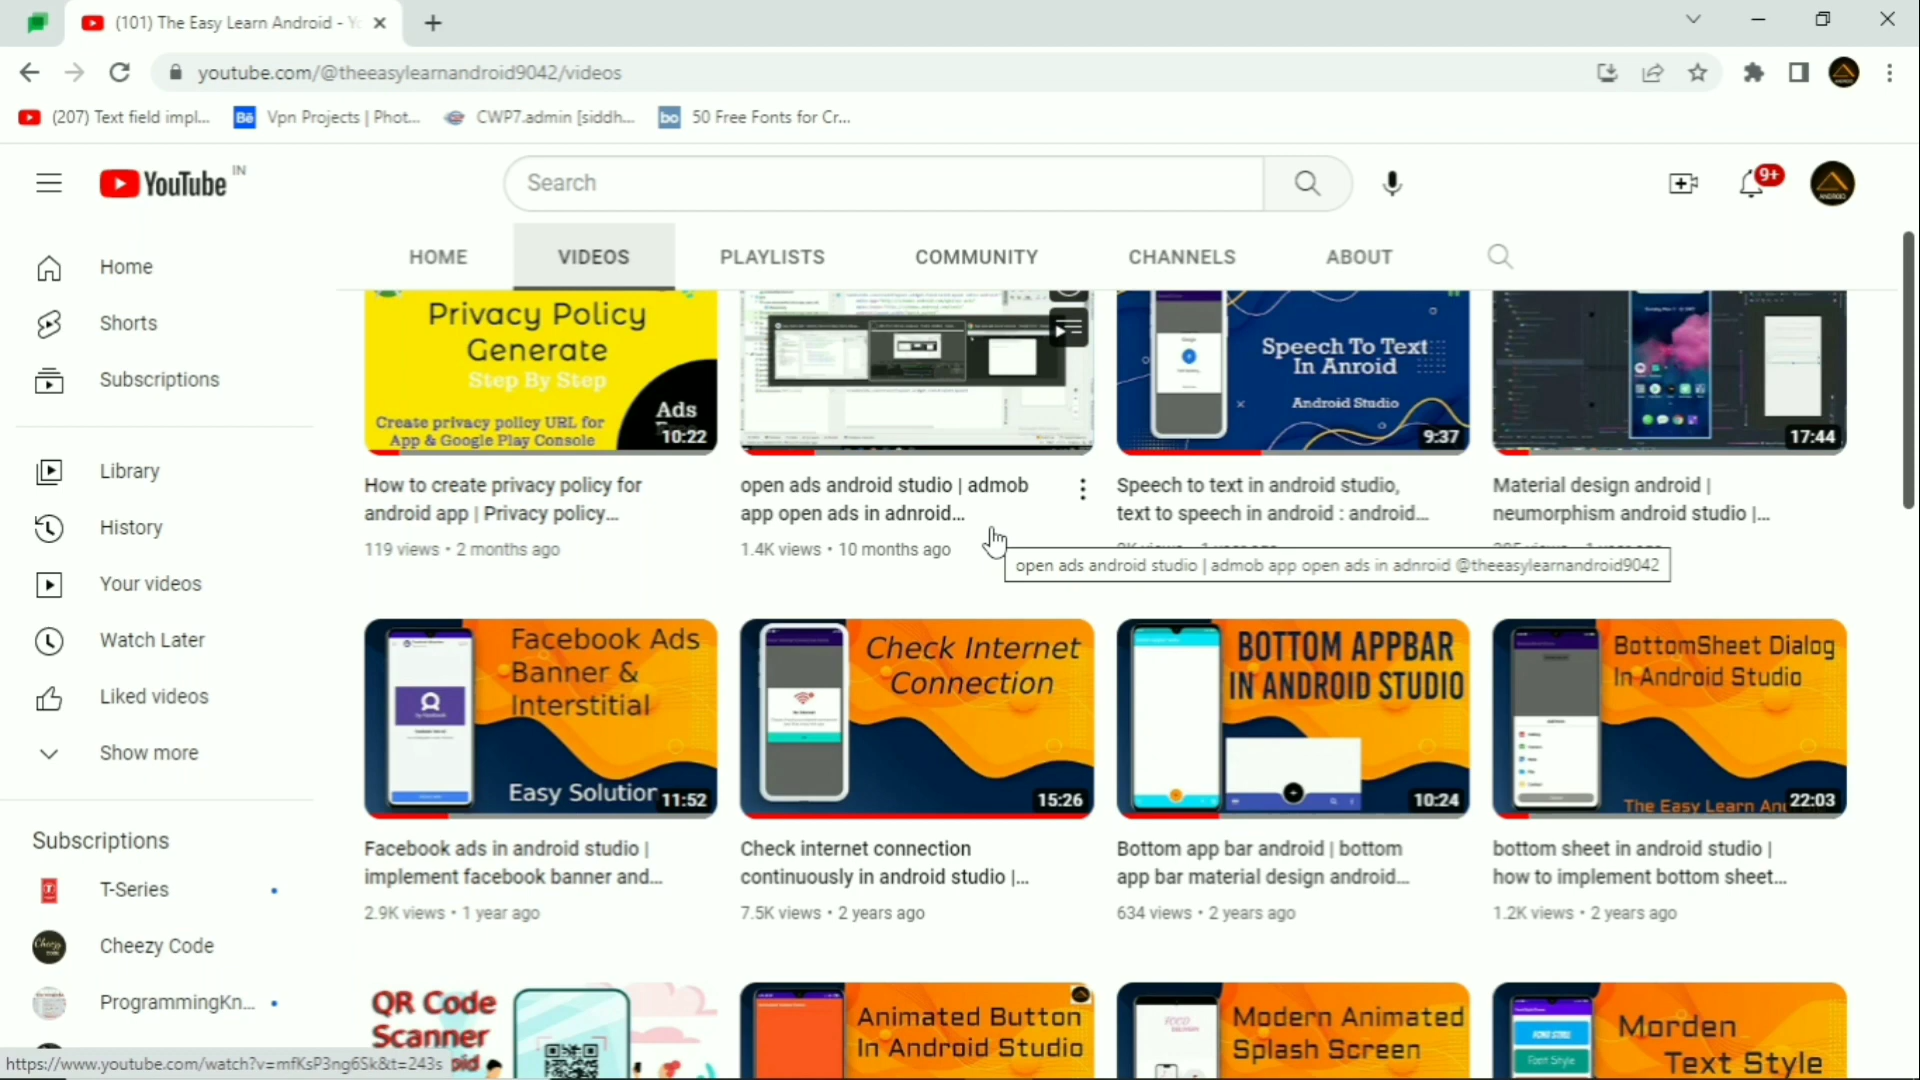 (101) The Easy Learn Android - Y
youtube.com/@theeasylearnandroid9042/videos
(207) Text field impl...
Bē Vpn Projects | Phot...
CWP7.admin [siddh...
bo 50 Free Fonts for Cr...
YouTube IN
Search
9+
HOME VIDEOS PLAYLISTS COMMUNITY CHANNELS ABOUT
Home
Shorts
Subscriptions
Library
History
Your videos
Watch Later
Liked videos
Show more
Subscriptions
T-Series
Cheezy Code
ProgrammingKn...
Privacy Policy
Generate
Step By Step
Create privacy policy URL for
App & Google Play Console
Ads
10:22
How to create privacy policy for
android app | Privacy policy...
119 views • 2 months ago
open ads android studio | admob
app open ads in adnroid...
1.4K views • 10 months ago
Speech To Text
In Anroid
Android Studio
9:37
Speech to text in android studio,
text to speech in android : android...
17:44
Material design android |
neumorphism android studio |...
open ads android studio | admob app open ads in adnroid @theeasylearnandroid9042
Facebook Ads
Banner &
Interstitial
Easy Solution
11:52
Facebook ads in android studio |
implement facebook banner and...
2.9K views • 1 year ago
Check Internet
Connection
15:26
Check internet connection
continuously in android studio |...
7.5K views • 2 years ago
BOTTOM APPBAR
IN ANDROID STUDIO
10:24
Bottom app bar android | bottom
app bar material design android...
634 views • 2 years ago
BottomSheet Dialog
In Android Studio
The Easy Learn An
22:03
bottom sheet in android studio |
how to implement bottom sheet...
1.2K views • 2 years ago
QR Code
Scanner
Animated Button
In Android Studio
Modern Animated
Splash Screen
FOOD
Morden
Text Style
FONT STYLE
Font Style
https://www.youtube.com/watch?v=mfKsP3ng6Sk&t=243s